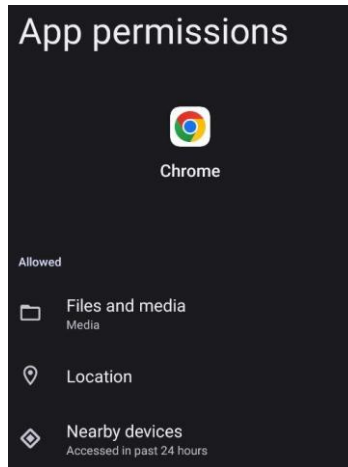 App permissions
Chrome
Allowed
Files and media
Media
Location
Nearby devices
Accessed in past 24 hours